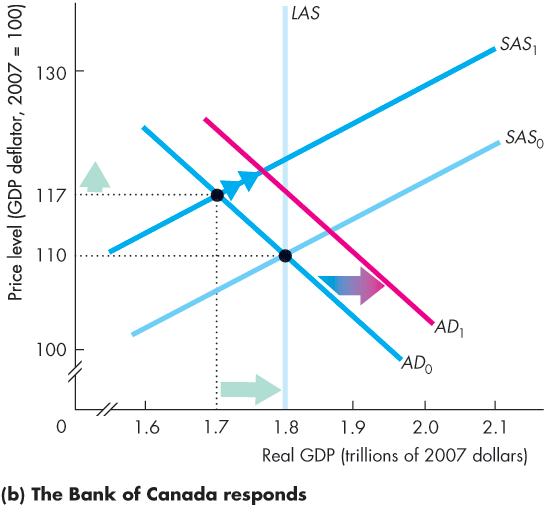 Price level (GDP deflator, 2007 = 100)
LAS
SAS1
130
SAS0
117
110
100
AD1
AD0
0
1.6
1.7
1.8
1.9
2.0
2.1
Real GDP (trillions of 2007 dollars)
(b) The Bank of Canada responds